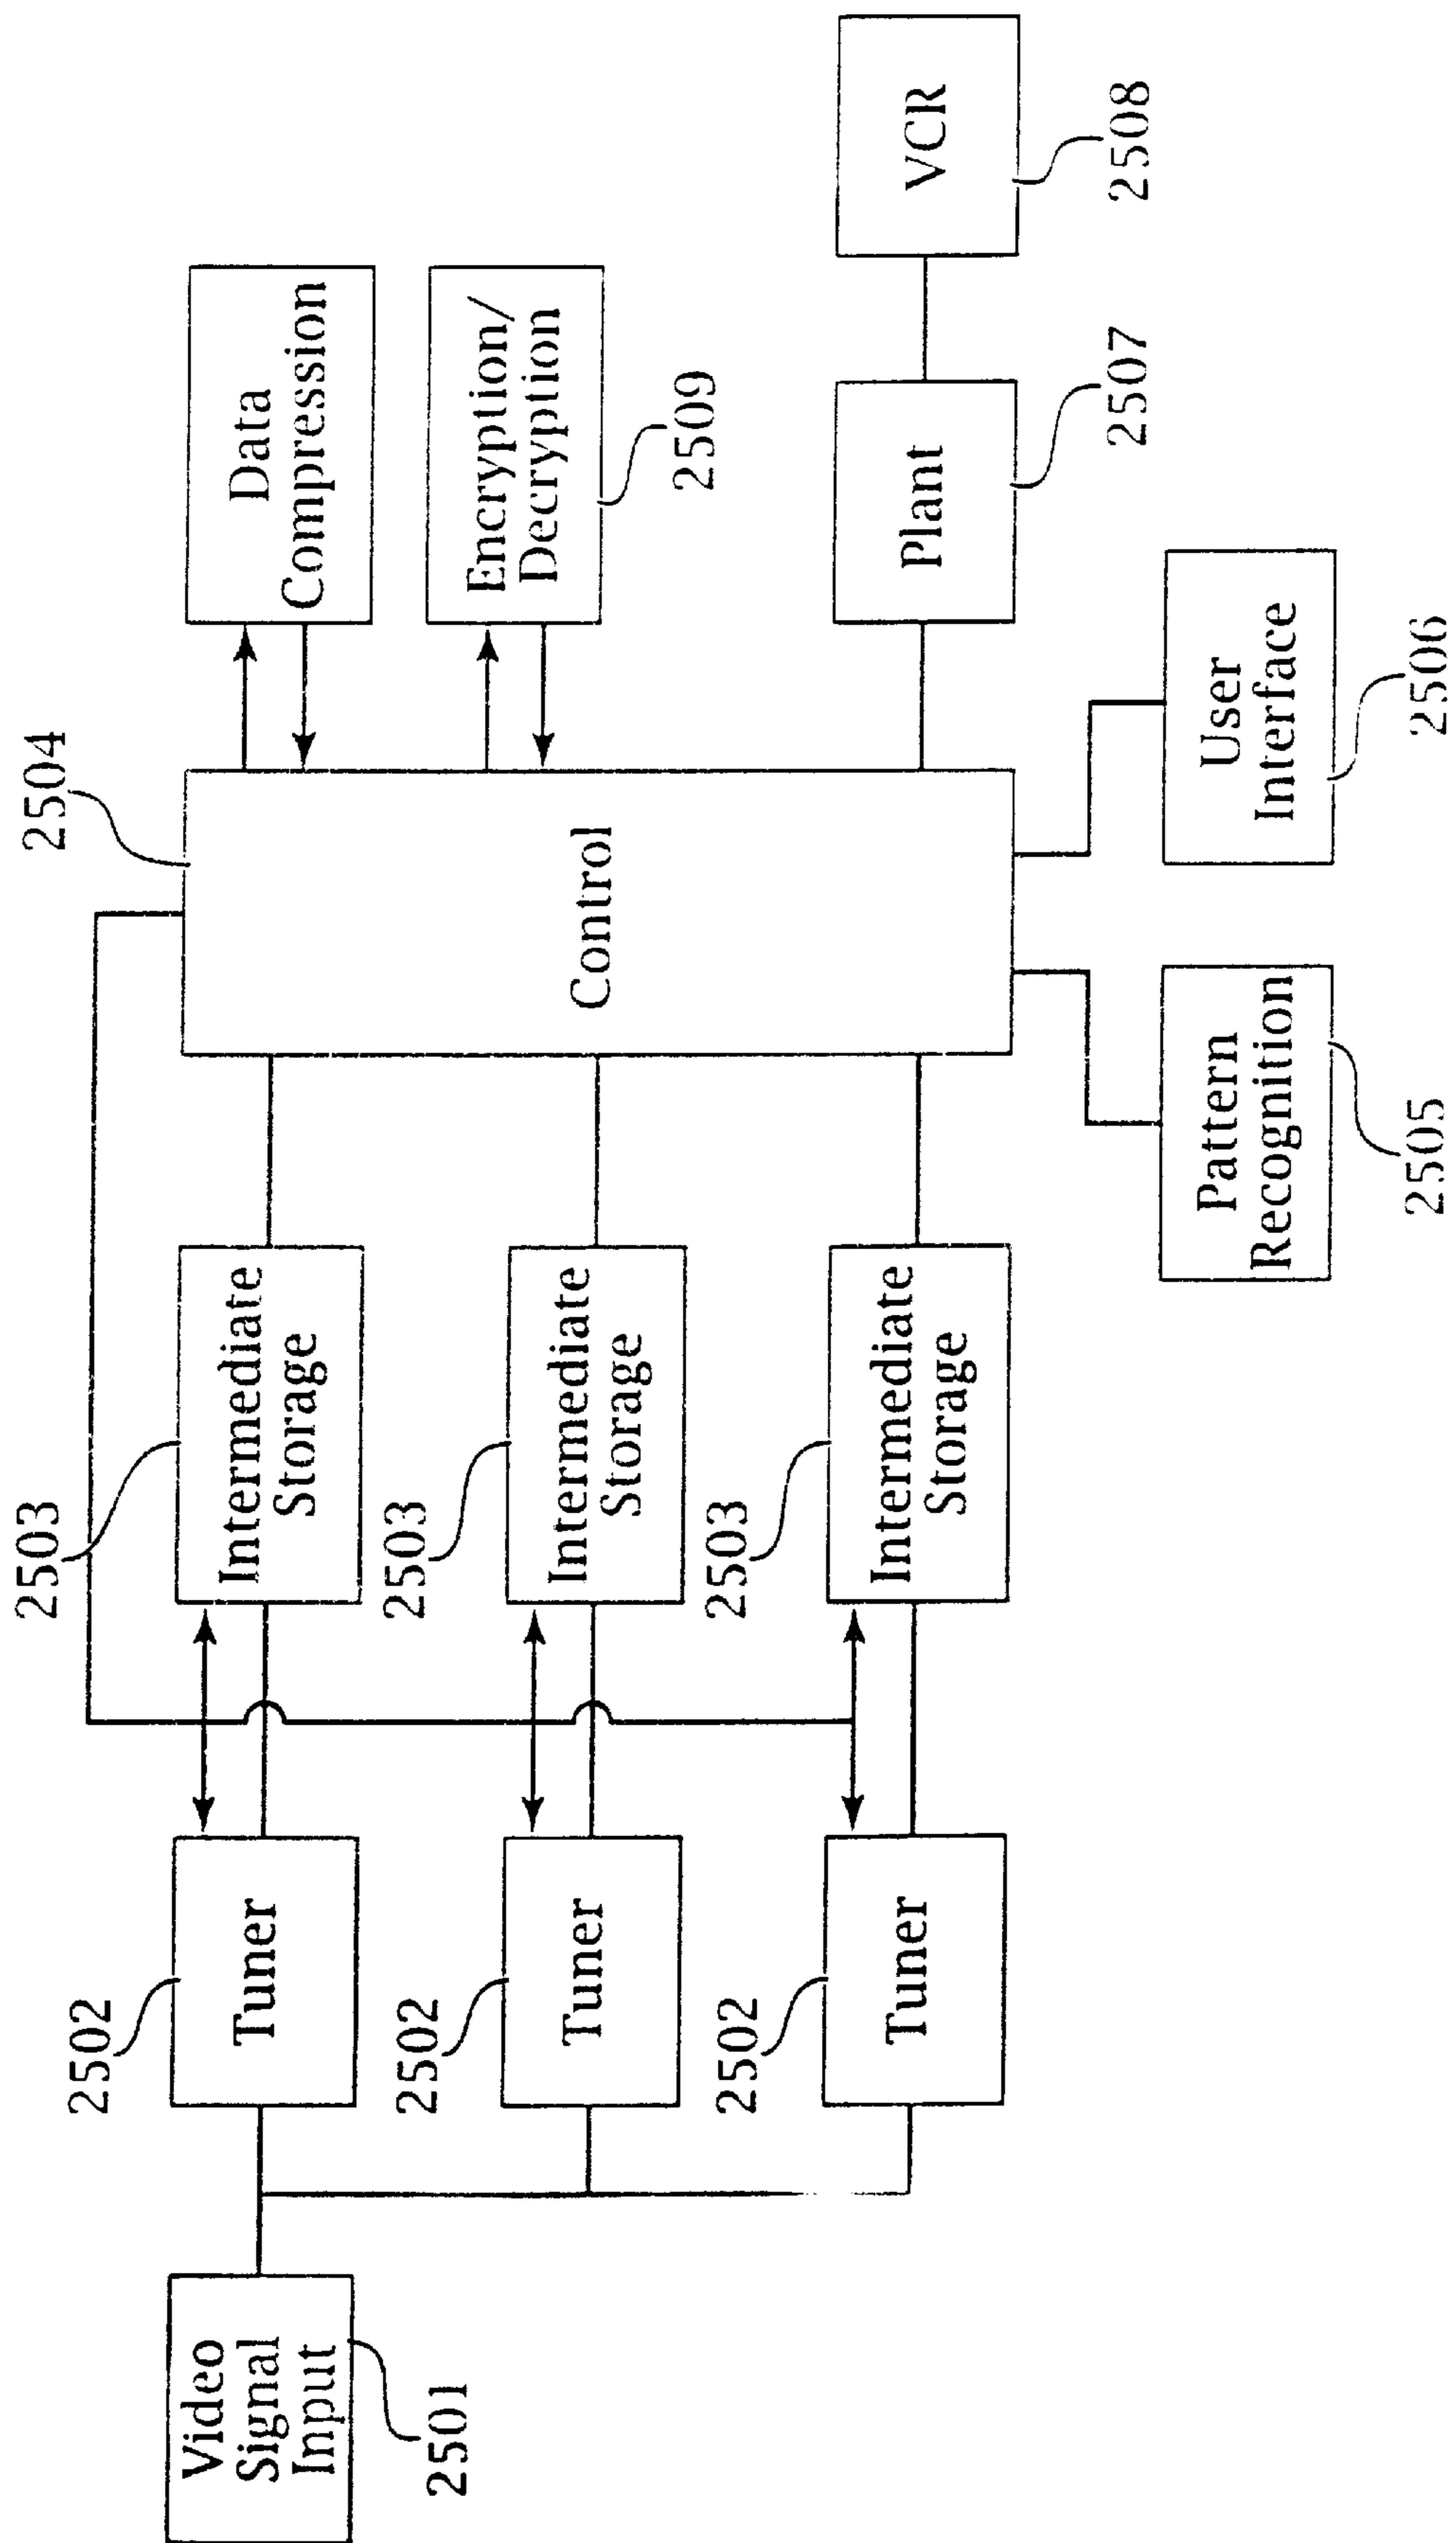 2503
2504
2502
Data
Compression
Video
Signal
Input
Tuner
Intermediate
Storage
2501
2502
2503
Encryption/
Decryption
Tuner
Intermediate
Storage
Control
2509
2502
2503
Tuner
Intermediate
Storage
Plant
VCR
2507
2508
Pattern
Recognition
User
Interface
2505
2506